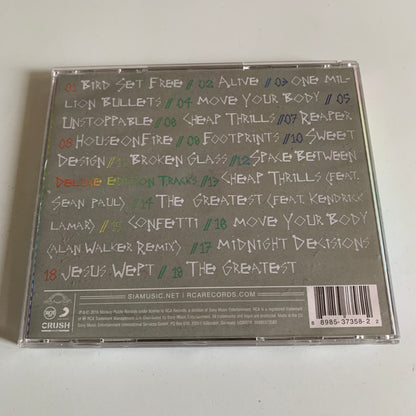 01 Bird Set Free // 02 Alive // 03 One Mil-
lion Bullets // 04 Move Your Body // 05
Unstoppable // 06 Cheap Thrills // 07 Reaper
08 House on Fire // 09 Footprints // 10 Sweet
Design // 11 Broken Glass // 12 Space Between
Deluxe Edition Tracks // 13 Cheap Thrills (feat.
Sean Paul) // 14 The Greatest (feat. Kendrick
Lamar) // 15 Confetti // 16 Move Your Body
(Alan Walker Remix) // 17 Midnight Decisions
18 Jesus Wept // 19 The Greatest
SIAMUSIC.NET | RCARECORDS.COM
RCA
CRUSH
8 8985-37358-2 2